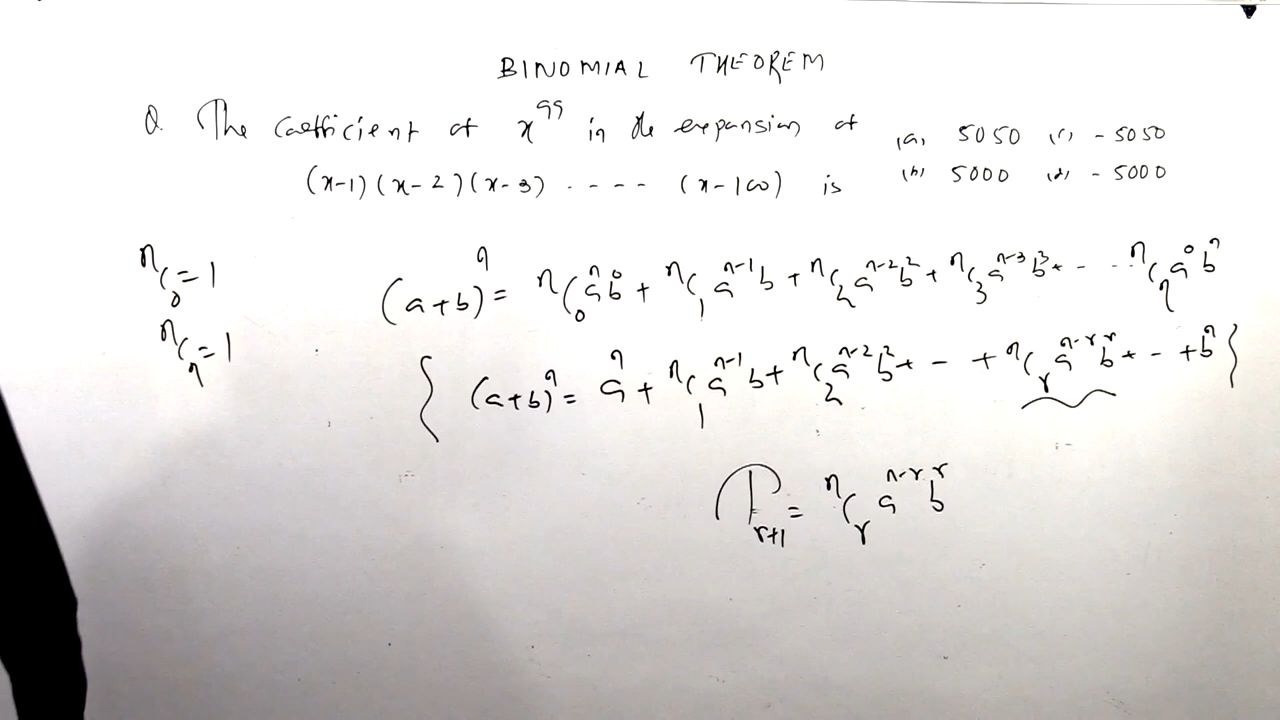 BINOMIAL THEOREM
Q. The Coefficient of x^99 in the expansion of (a) 5050 (c) -5050
(x-1)(x-2)(x-3) ---- (x-100) is (b) 5000 (d) -5000
nC0 = 1
(a+b)^n = nC0 a^n b^0 + nC1 a^n-1 b + nC2 a^n-2 b^2 + nC3 a^n-3 b^3 + - - - nCn a^0 b^n
nCn = 1
{ (a+b)^n = a^n + nC1 a^n-1 b + nC2 a^n-2 b^2 + - - + nCr a^n-r b^r + - - + b^n }
Tr+1 = nCr a^n-r b^r